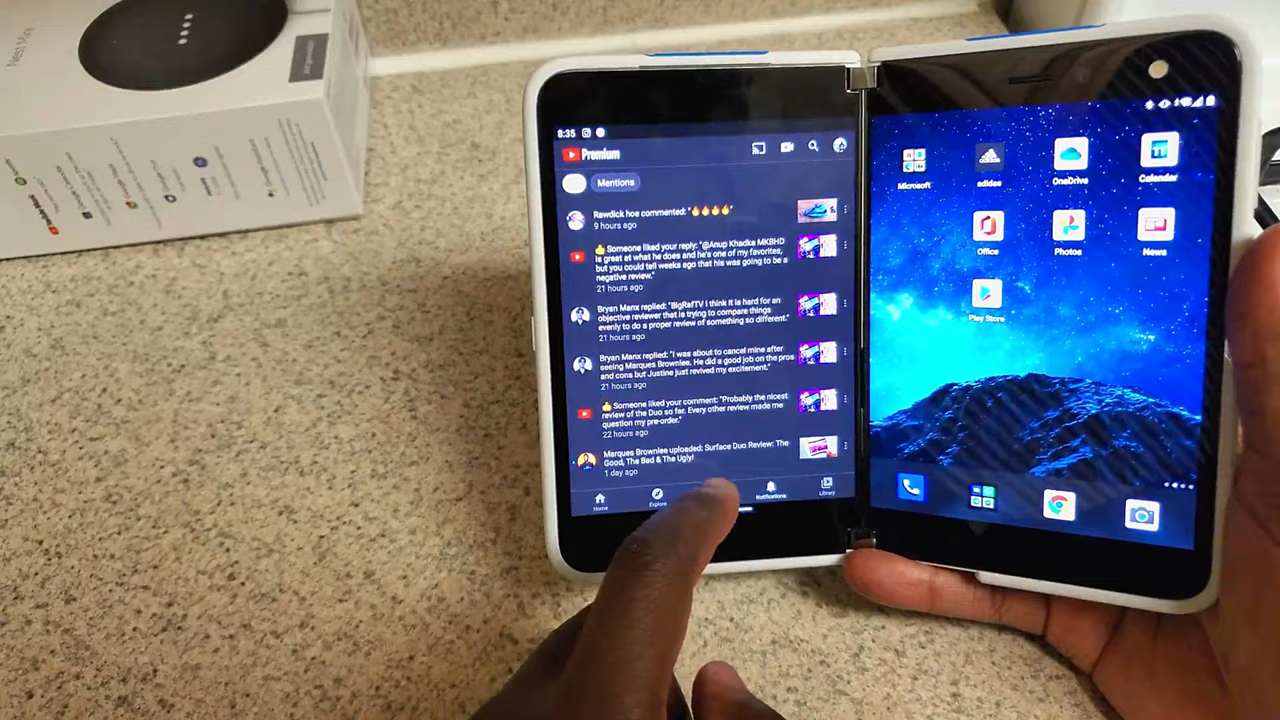 Nest Mini
8:35
Premium
Mentions
Rawdick hoe commented: "🔥🔥🔥🔥"
9 hours ago
👍 Someone liked your reply: "@Anup Khadka MKBHD
is great at what he does and he's one of my favorites,
but you could tell weeks ago that his was going to be a
negative review."
21 hours ago
Bryan Manx replied: "BigRafTV I think it is hard for an
objective reviewer that is trying to compare things
evenly to do a proper review of something so different."
21 hours ago
Bryan Manx replied: "I was about to cancel mine after
seeing Marques Brownlee. He did a good job on the pros
and cons but Justine just revived my excitement."
21 hours ago
👍 Someone liked your comment: "Probably the nicest
review of the Duo so far. Every other review made me
question my pre-order."
22 hours ago
Marques Brownlee uploaded: Surface Duo Review: The
Good, The Bad & The Ugly!
1 day ago
Home
Explore
Notifications
Library
Microsoft
adidas
OneDrive
Calendar
Office
Photos
News
Play Store